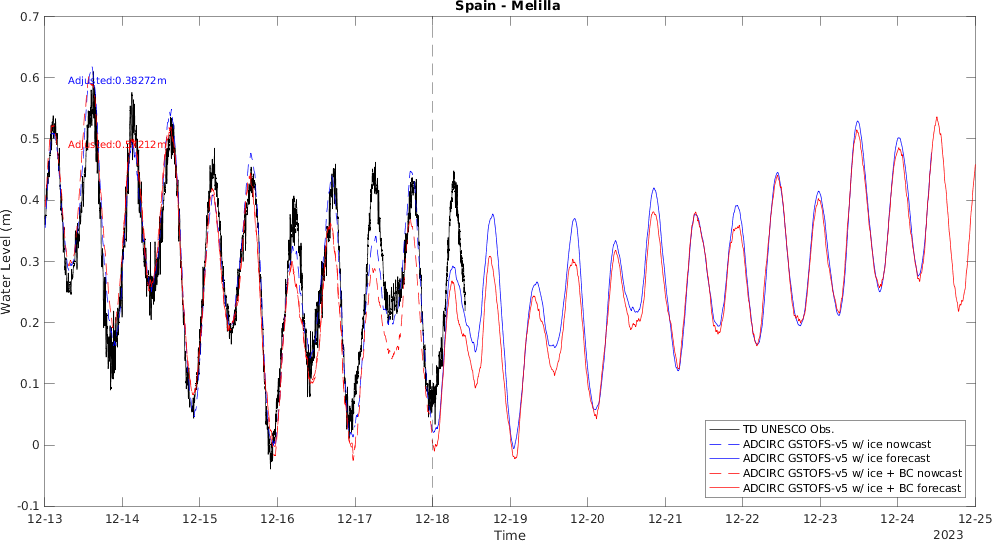 Spain - Melilla
0.7
0.6
0.5
0.4
0.3
0.2
0.1
0
-0.1
Water Level (m)
Adjusted:0.38272m
TD UNESCO Obs.
ADCIRC GSTOFS-v5 w/ ice nowcast
ADCIRC GSTOFS-v5 w/ ice forecast
ADCIRC GSTOFS-v5 w/ ice + BC nowcast
ADCIRC GSTOFS-v5 w/ ice + BC forecast
12-13 12-14 12-15 12-16 12-17 12-18 12-19 12-20 12-21 12-22 12-23 12-24 12-25
Time
2023